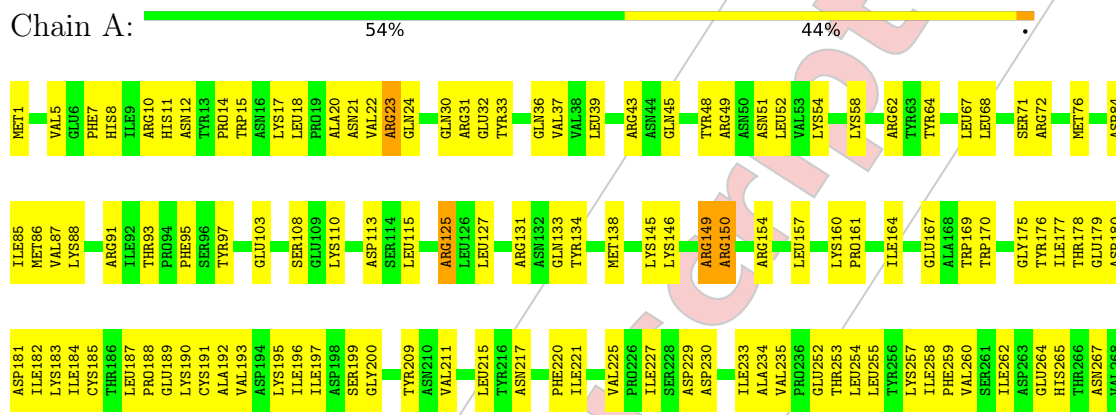 Chain A:
54% 44% •
MET1 VAL5 GLU6 PHE7 HIS8 ILE9 ARG10 HIS11 ASN12 TYR13 PRO14 TRP15 ASN16 LYS17 LEU18 PRO19 ALA20 ASN21 VAL22 ARG23 GLN24 GLN30 ARG31 GLU32 TYR33 GLN36 VAL37 VAL38 LEU39 ARG43 ASN44 GLN45 TYR48 ARG49 ASN50 ASN51 LEU52 VAL53 LYS54 LYS58 ARG62 TYR63 TYR64 LEU67 LEU68 SER71 ARG72 MET76
ILE85 MET86 VAL87 LYS88 ARG91 ILE92 THR93 PRO94 PHE95 SER96 TYR97 GLU103 SER108 GLU109 LYS110 ASP113 SER114 LEU115 ARG125 LEU126 LEU127 ARG131 ASN132 GLN133 TYR134 MET138 LYS145 LYS146 ARG149 ARG150 ARG154 LEU157 LYS160 PRO161 ILE164 GLU167 ALA168 TRP169 TRP170 GLY175 TYR176 ILE177 THR178 GLU179
ASP181 ILE182 LYS183 ILE184 CYS185 THR186 LEU187 PRO188 GLU189 LYS190 CYS191 ALA192 VAL193 ASP194 LYS195 ILE196 ILE197 ASP198 SER199 GLY200 TYR209 ASN210 VAL211 LEU215 TYR216 ASN217 PHE220 ILE221 VAL225 PRO226 ILE227 SER228 ASP229 ASP230 ILE233 ALA234 VAL235 PRO236 GLU252 THR253 LEU254 LEU255 TYR256 LYS257 ILE258 PHE259 VAL260 SER261 ILE262 ASP263 GLU264 HIS265 THR266 ASN267